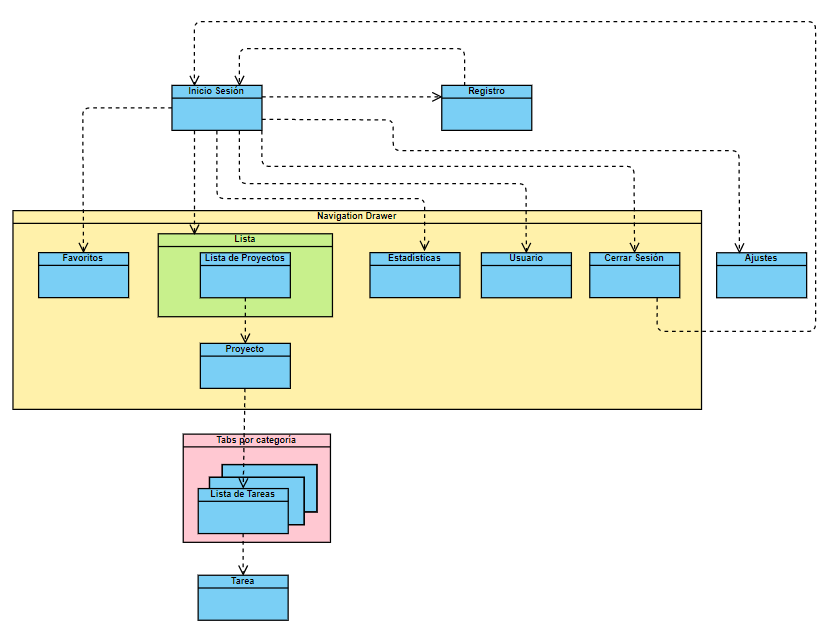 Inicio Sesión
Registro
Navigation Drawer
Lista
Favoritos
Lista de Proyectos
Estadisticas
Usuario
Cerrar Sesión
Ajustes
Proyecto
Tabs por categoría
Lista de Tareas
Tarea